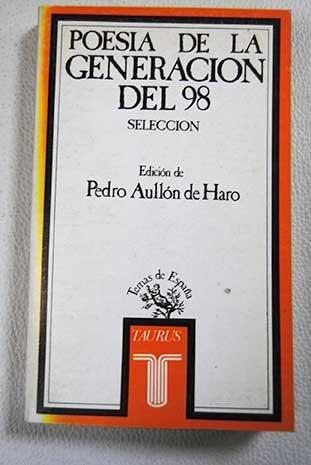 POESIA DE LA
GENERACION
DEL 98
SELECCION
Edición de
Pedro Aullón de Haro
Temas de España
TAURUS